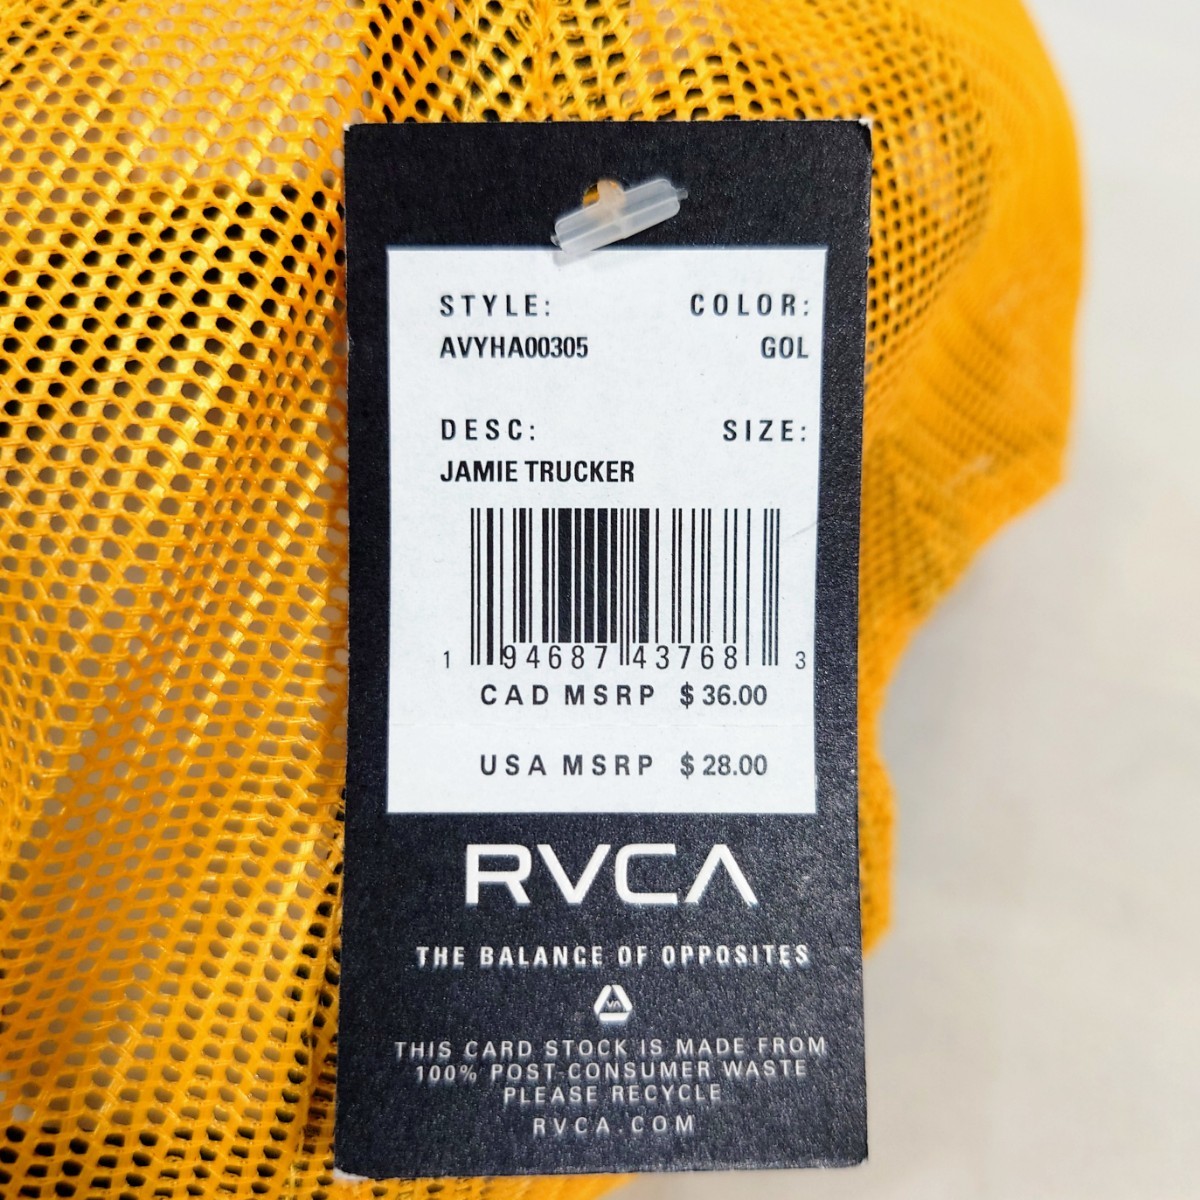 STYLE: COLOR:
AVYHA00305 GOL
DESC: SIZE:
JAMIE TRUCKER
1 94687 43768 3
CAD MSRP $ 36.00
USA MSRP $ 28.00
RVCA
THE BALANCE OF OPPOSITES
VA
THIS CARD STOCK IS MADE FROM
100% POST-CONSUMER WASTE
PLEASE RECYCLE
RVCA.COM